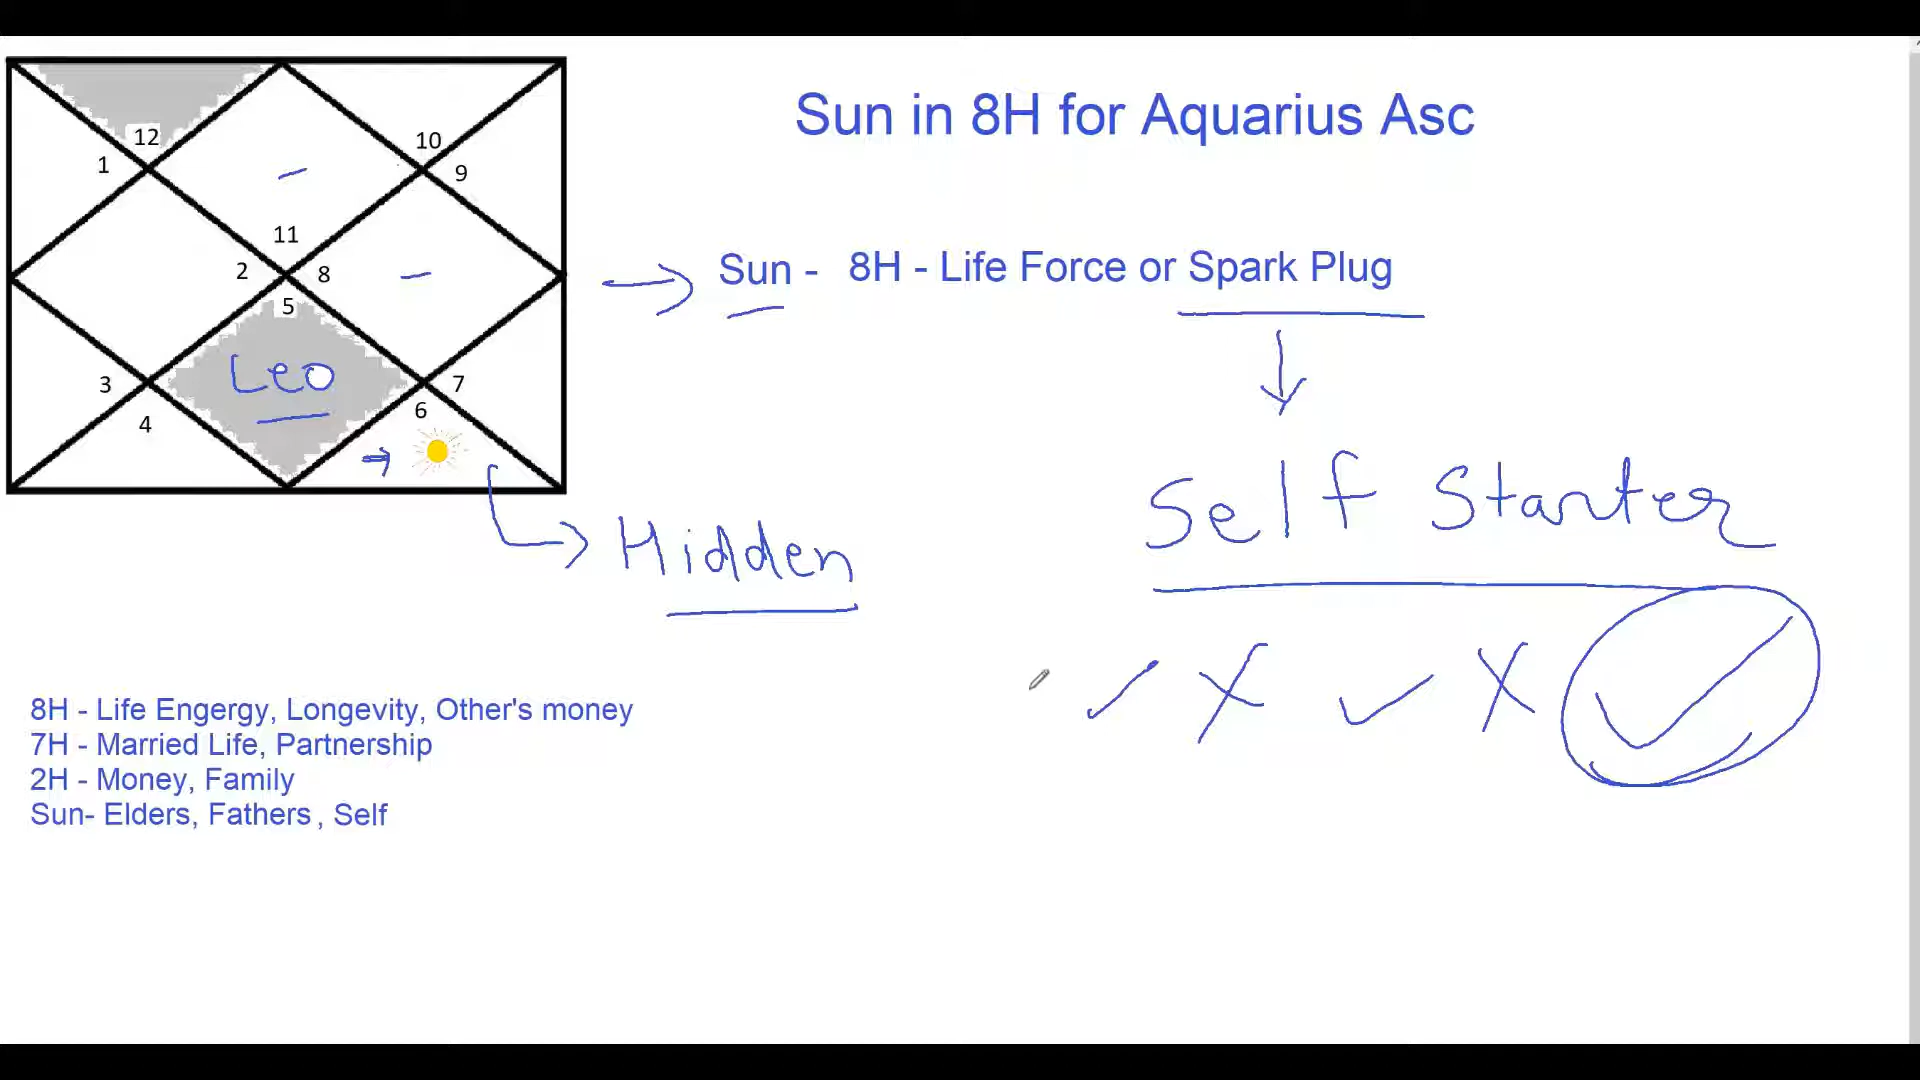 Sun in 8H for Aquarius Asc
12
10
1
9
11
2
8
5
Leo
3
7
6
4
Sun - 8H - Life Force or Spark Plug
Self Starter
Hidden
8H - Life Engergy, Longevity, Other's money
7H - Married Life, Partnership
2H - Money, Family
Sun- Elders, Fathers , Self